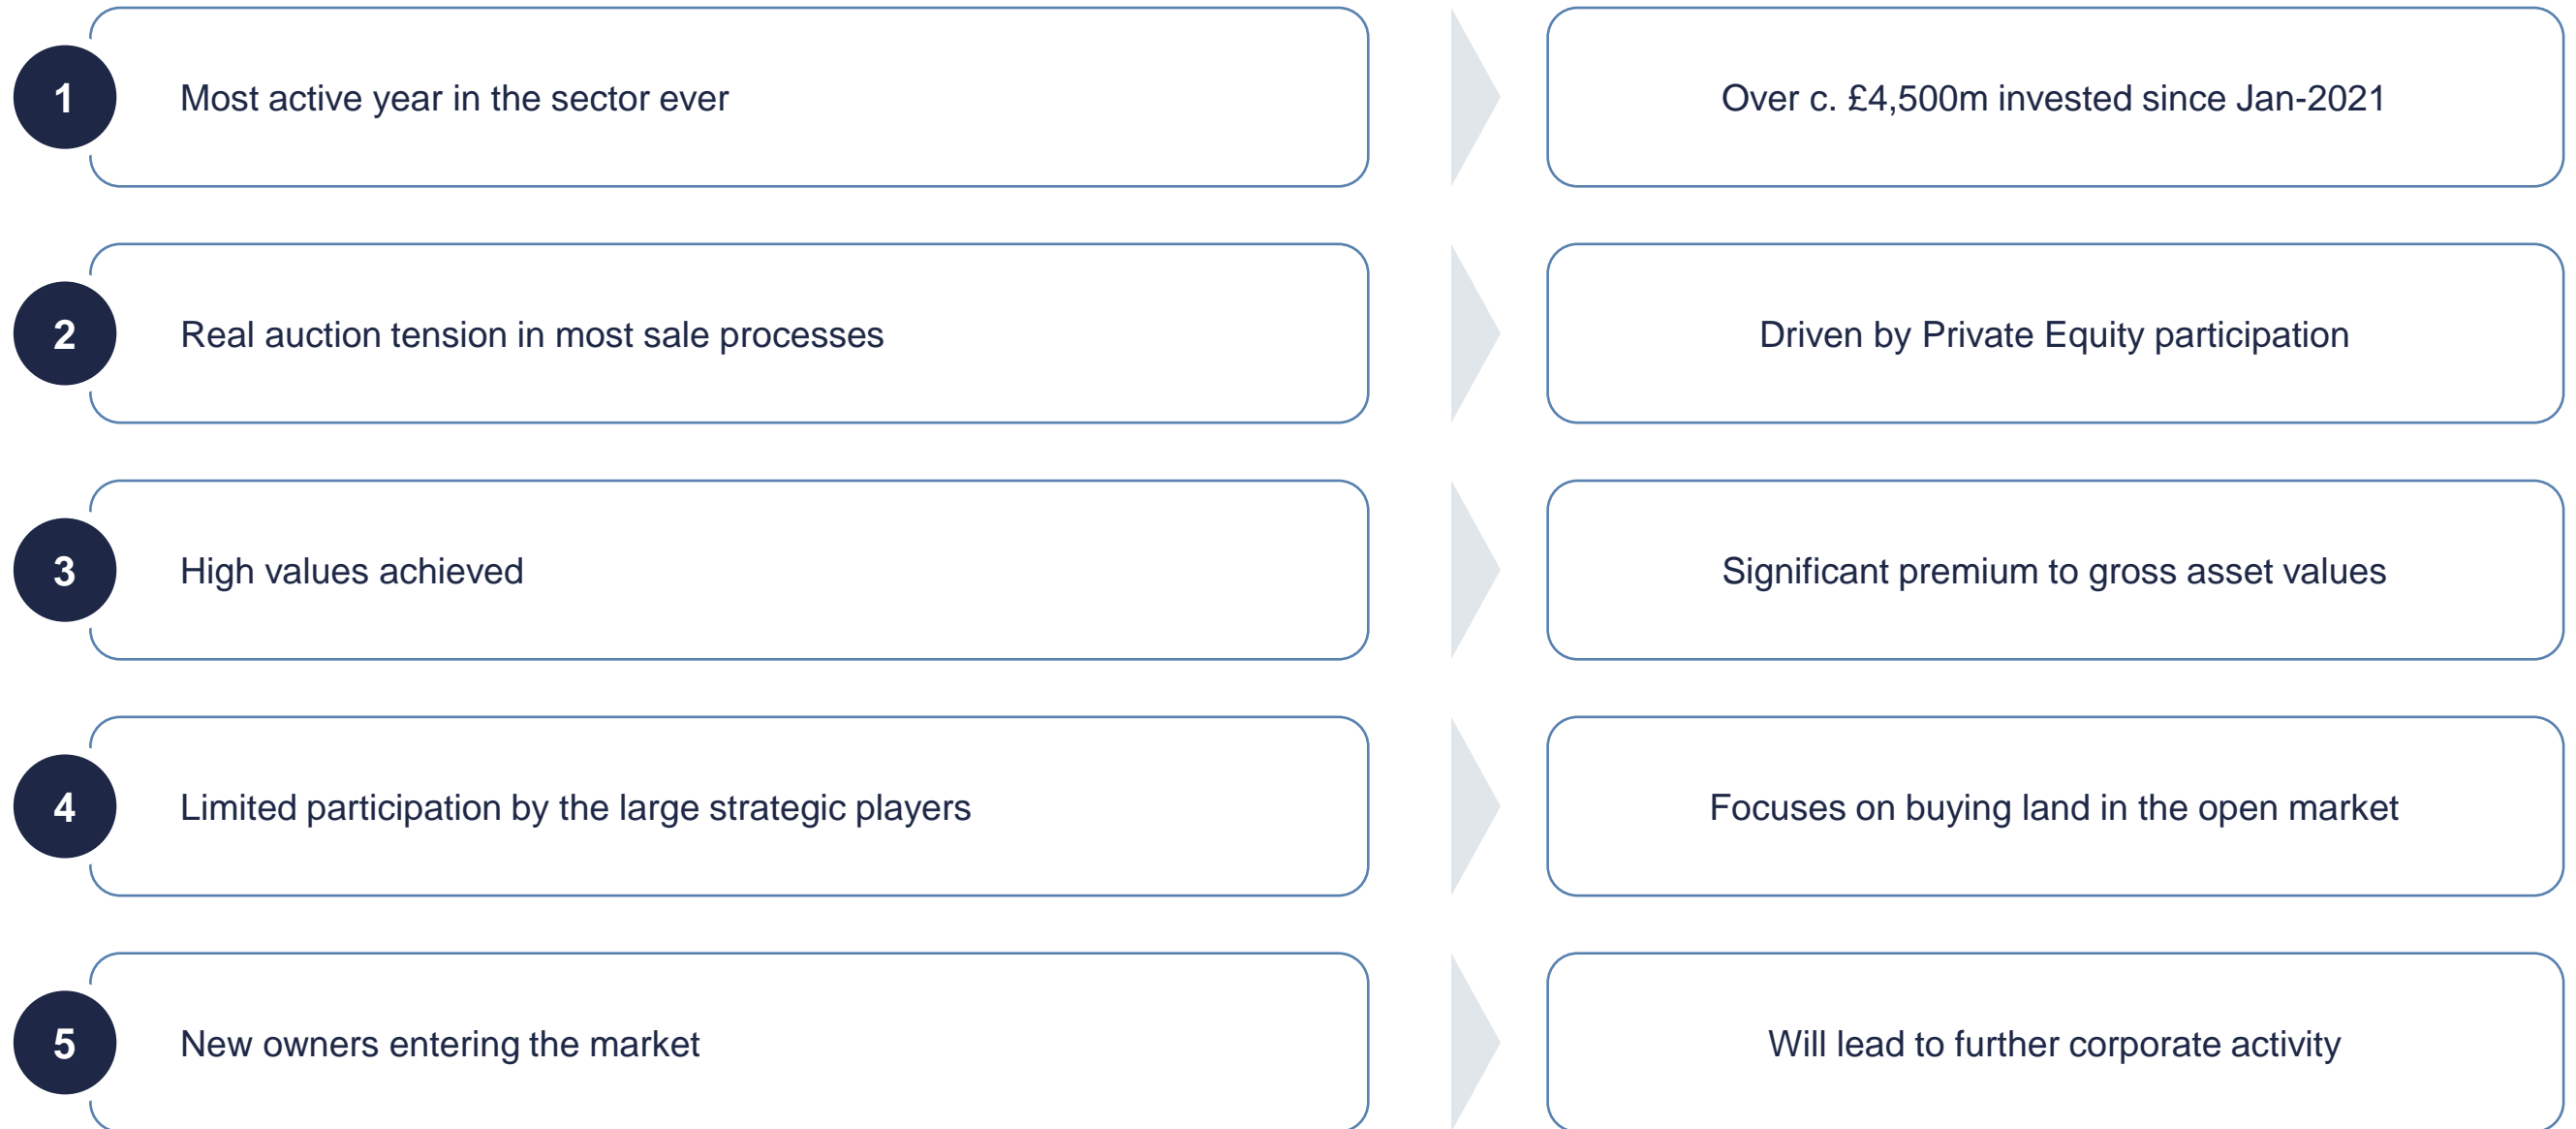 1
Most active year in the sector ever
Over c. £4,500m invested since Jan-2021
2
Real auction tension in most sale processes
Driven by Private Equity participation
3
High values achieved
Significant premium to gross asset values
4
Limited participation by the large strategic players
Focuses on buying land in the open market
5
New owners entering the market
Will lead to further corporate activity